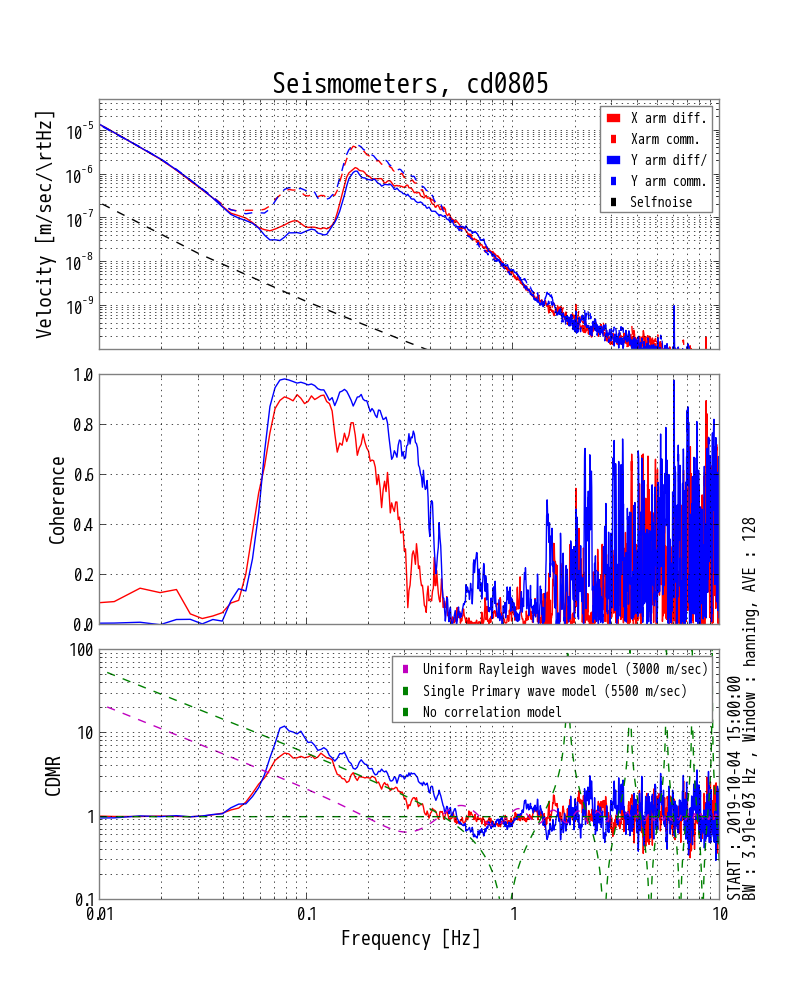 Seismometers, cd0805
Velocity [m/sec/\rtHz]
10^-5
10^-6
10^-7
10^-8
10^-9
X arm diff.
Xarm comm.
Y arm diff/
Y arm comm.
Selfnoise
Coherence
1.0
0.8
0.6
0.4
0.2
0.0
CDMR
100
10
1
0.1
Uniform Rayleigh waves model (3000 m/sec)
Single Primary wave model (5500 m/sec)
No correlation model
0.01
0.1
1
10
Frequency [Hz]
START : 2019-10-04 15:00:00
BW : 3.91e-03 Hz , Window : hanning, AVE : 128